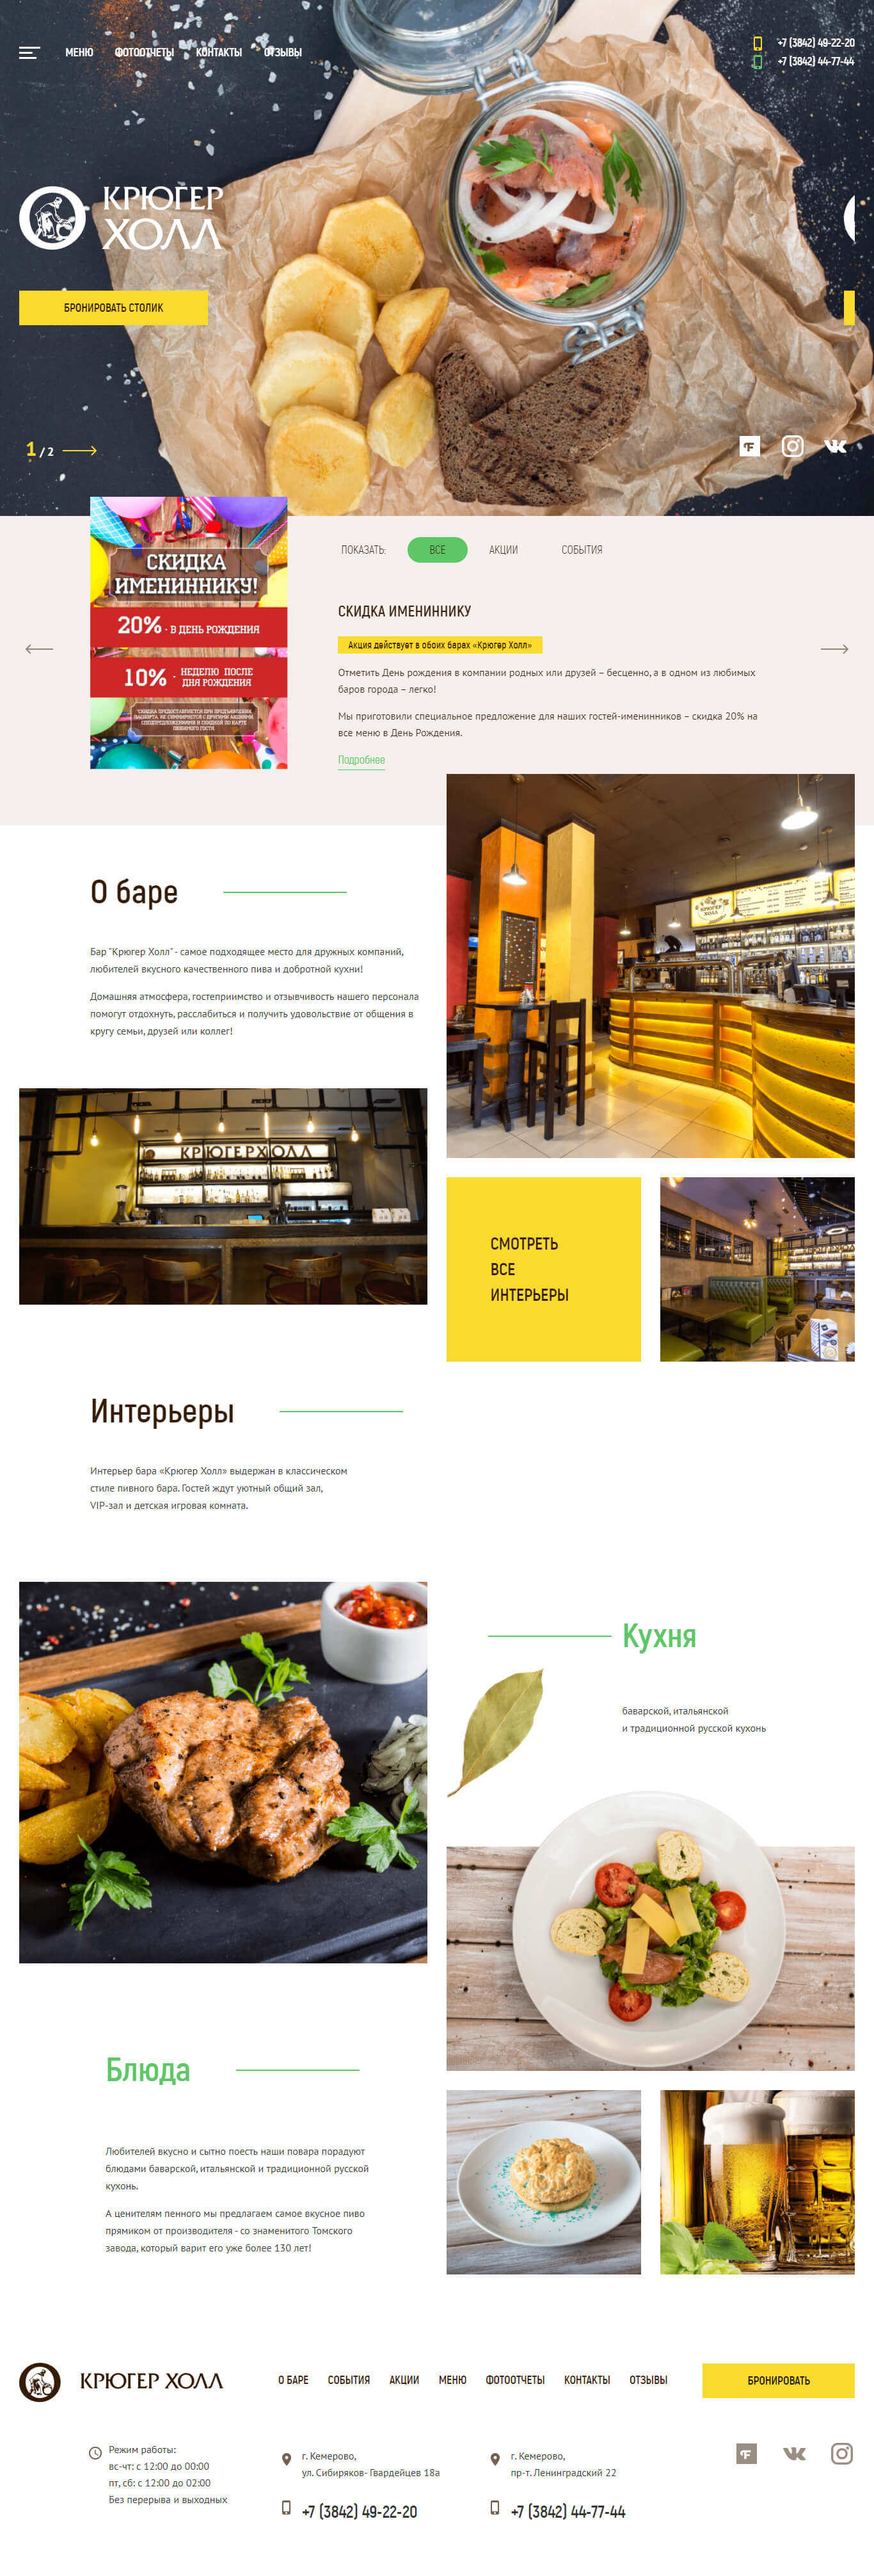 МЕНЮ ФОТООТЧЕТЫ КОНТАКТЫ ОТЗЫВЫ
+7 (3842) 49-22-20
+7 (3842) 44-77-44
КРЮГЕР
ХОЛЛ
БРОНИРОВАТЬ СТОЛИК
1 / 2
СКИДКА
ИМЕНИННИКУ!
20% - В ДЕНЬ РОЖДЕНИЯ
10% - НЕДЕЛЮ ПОСЛЕ
ДНЯ РОЖДЕНИЯ
ПОКАЗАТЬ: ВСЕ АКЦИИ СОБЫТИЯ
СКИДКА ИМЕНИННИКУ
Акция действует в обоих барах «Крюгер Холл»
Отметить День рождения в компании родных или друзей – бесценно, а в одном из любимых
баров города – легко!
Мы приготовили специальное предложение для наших гостей-именинников – скидка 20% на
все меню в День Рождения.
Подробнее
О баре
Бар "Крюгер Холл" - самое подходящее место для дружных компаний,
любителей вкусного качественного пива и добротной кухни!
Домашняя атмосфера, гостеприимство и отзывчивость нашего персонала
помогут отдохнуть, расслабиться и получить удовольствие от общения в
кругу семьи, друзей или коллег!
КРЮГЕР
ХОЛЛ
КРЮГЕР ХОЛЛ
СМОТРЕТЬ
ВСЕ
ИНТЕРЬЕРЫ
Интерьеры
Интерьер бара «Крюгер Холл» выдержан в классическом
стиле пивного бара. Гостей ждут уютный общий зал,
VIP-зал и детская игровая комната.
Кухня
баварской, итальянской
и традиционной русской кухонь
Блюда
Любителей вкусно и сытно поесть наши повара порадуют
блюдами баварской, итальянской и традиционной русской
кухонь.
А ценителям пенного мы предлагаем самое вкусное пиво
прямиком от производителя - со знаменитого Томского
завода, который варит его уже более 130 лет!
КРЮГЕР ХОЛЛ
О БАРЕ СОБЫТИЯ АКЦИИ МЕНЮ ФОТООТЧЕТЫ КОНТАКТЫ ОТЗЫВЫ
БРОНИРОВАТЬ
Режим работы:
вс-чт: с 12:00 до 00:00
пт, сб: с 12:00 до 02:00
Без перерыва и выходных
г. Кемерово,
ул. Сибиряков- Гвардейцев 18а
+7 (3842) 49-22-20
г. Кемерово,
пр-т. Ленинградский 22
+7 (3842) 44-77-44